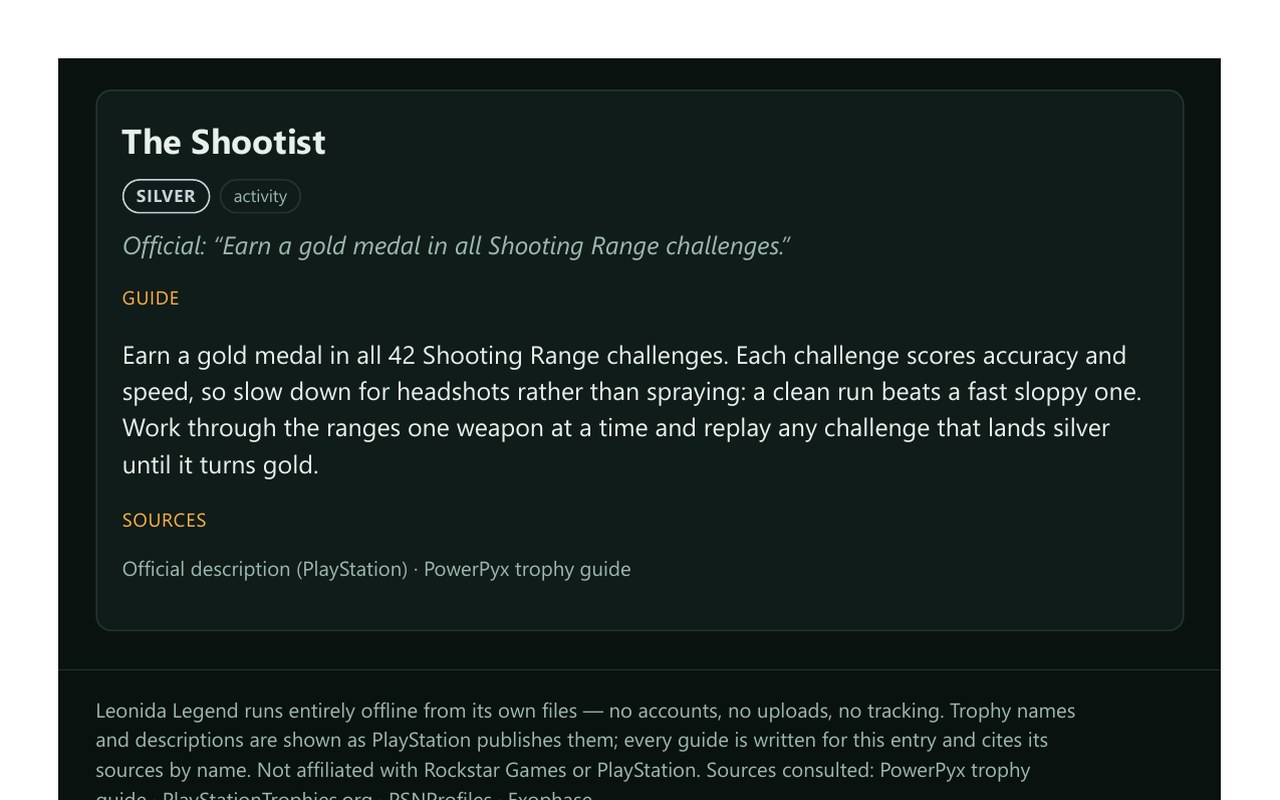 The Shootist
SILVER
activity
Official: “Earn a gold medal in all Shooting Range challenges.”
GUIDE
Earn a gold medal in all 42 Shooting Range challenges. Each challenge scores accuracy and
speed, so slow down for headshots rather than spraying: a clean run beats a fast sloppy one.
Work through the ranges one weapon at a time and replay any challenge that lands silver
until it turns gold.
SOURCES
Official description (PlayStation) · PowerPyx trophy guide
Leonida Legend runs entirely offline from its own files — no accounts, no uploads, no tracking. Trophy names
and descriptions are shown as PlayStation publishes them; every guide is written for this entry and cites its
sources by name. Not affiliated with Rockstar Games or PlayStation. Sources consulted: PowerPyx trophy
guide · PlayStationTrophies.org · PSNProfiles · Exophase